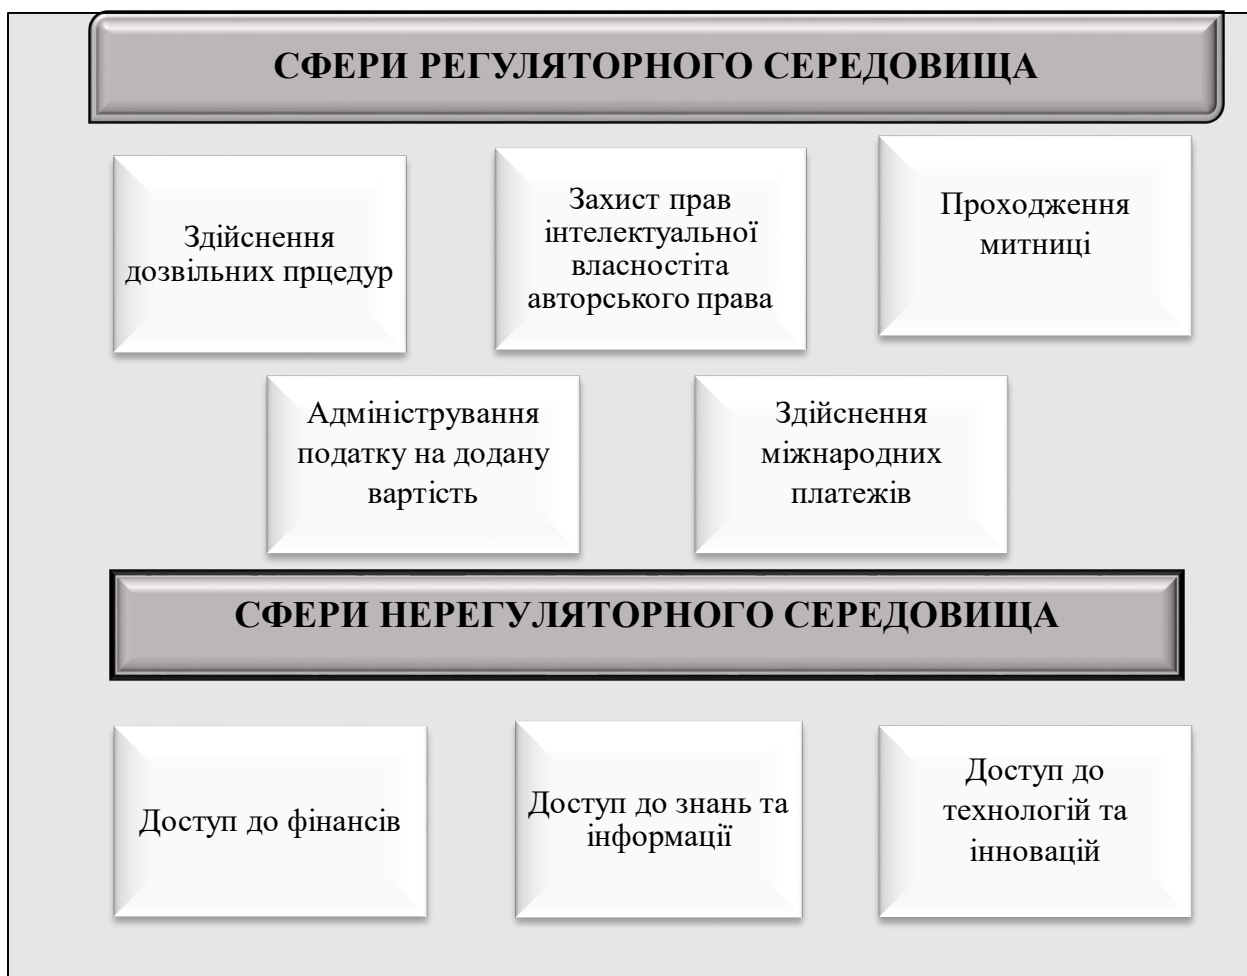 СФЕРИ РЕГУЛЯТОРНОГО СЕРЕДОВИЩА
Здійснення
дозвільних прцедур
Захист прав
інтелектуальної
власностіта
авторського права
Проходження
митниці
Адміністрування
податку на додану
вартість
Здійснення
міжнародних
платежів
СФЕРИ НЕРЕГУЛЯТОРНОГО СЕРЕДОВИЩА
Доступ до фінансів
Доступ до знань та
інформації
Доступ до
технологій та
інновацій